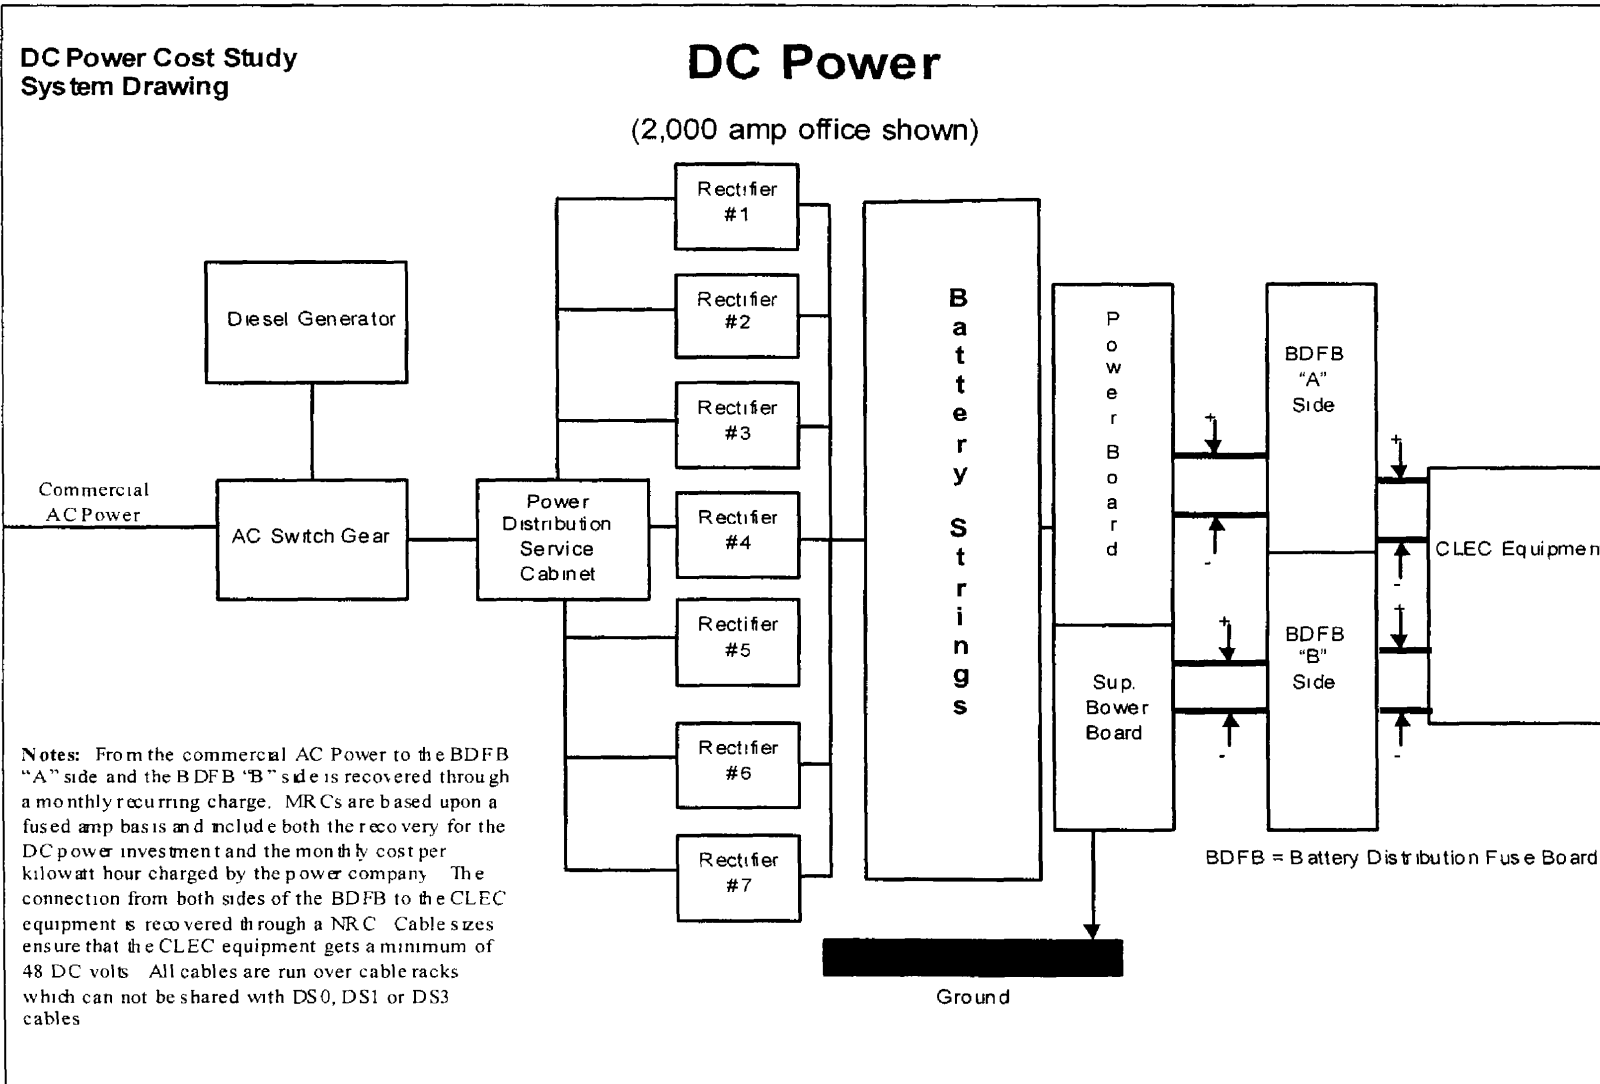 DC Power Cost Study
System Drawing
DC Power
(2,000 amp office shown)
Rectifier
#1
Rectifier
#2
Rectifier
#3
Rectifier
#4
Rectifier
#5
Rectifier
#6
Rectifier
#7
Diesel Generator
Commercial
AC Power
AC Switch Gear
Power
Distribution
Service
Cabinet
Battery Strings
Power Board
Sup.
Bower
Board
+
-
+
-
BDFB
“A”
Side
BDFB
“B”
Side
+
-
+
-
CLEC Equipmen
BDFB = Battery Distribution Fuse Board
Ground
Notes: From the commercal AC Power to the BDFB
“A” side and the BDFB “B” side is recovered through
a monthly recurring charge. MRCs are based upon a
fused amp basis and include both the recovery for the
DC power investment and the monthly cost per
kilowatt hour charged by the power company The
connection from both sides of the BDFB to the CLEC
equipment is recovered through a NRC Cable sizes
ensure that the CLEC equipment gets a minimum of
48 DC volts All cables are run over cable racks
which can not be shared with DS0, DS1 or DS3
cables